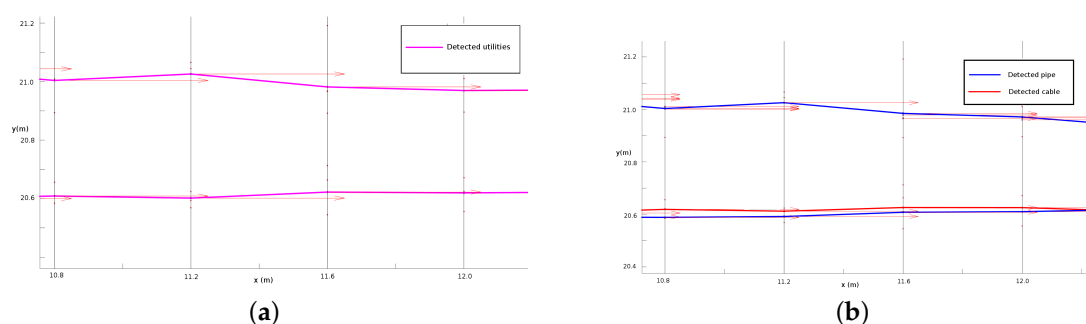 21.2
Detected utilities
21.0
y(m)
20.8
20.6
10.8
11.2
11.6
12.0
x (m)
(a)
21.2
Detected pipe
Detected cable
21.0
20.8
y(m)
20.6
20.4
10.8
11.2
11.6
12.0
x (m)
(b)